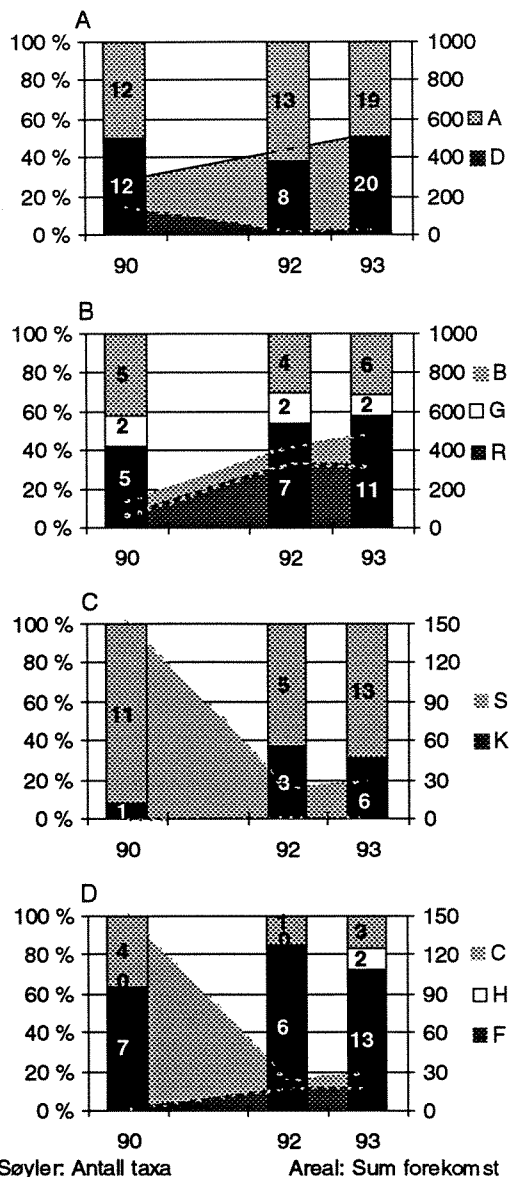 A
100 % 1000
80 % 12 13 19 800
60 % 600 A
40 % 400 D
20 % 12 8 20 200
0 % 0
90 92 93
B
100 % 1000
80 % 5 4 6 800 B
60 % 2 2 2 600 G
40 % 400 R
20 % 5 7 11 200
0 % 0
90 92 93
C
100 % 150
80 % 120
60 % 11 5 13 90 S
40 % 60 K
20 % 3 6 30
0 % 1 0
90 92 93
D
100 % 1 150
80 % 4 0 3 120 C
60 % 0 2 90 H
40 % 7 6 13 60 F
20 % 30
0 % 0
90 92 93
Søyler: Antall taxa Areal: Sum forekomst